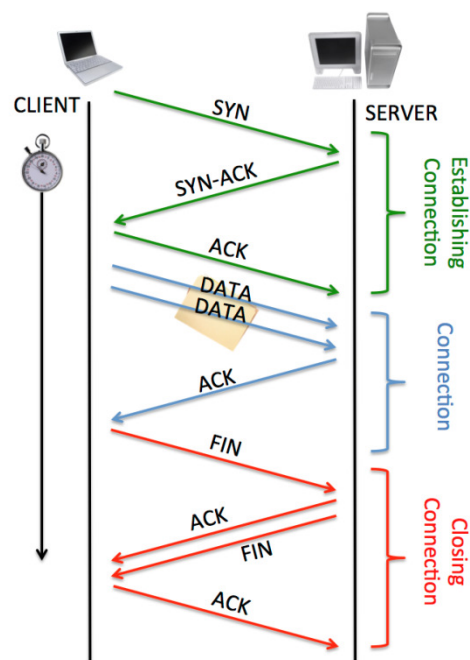 CLIENT
SERVER
SYN
SYN-ACK
ACK
Establishing
Connection
DATA
DATA
ACK
Connection
FIN
ACK
FIN
ACK
Closing
Connection